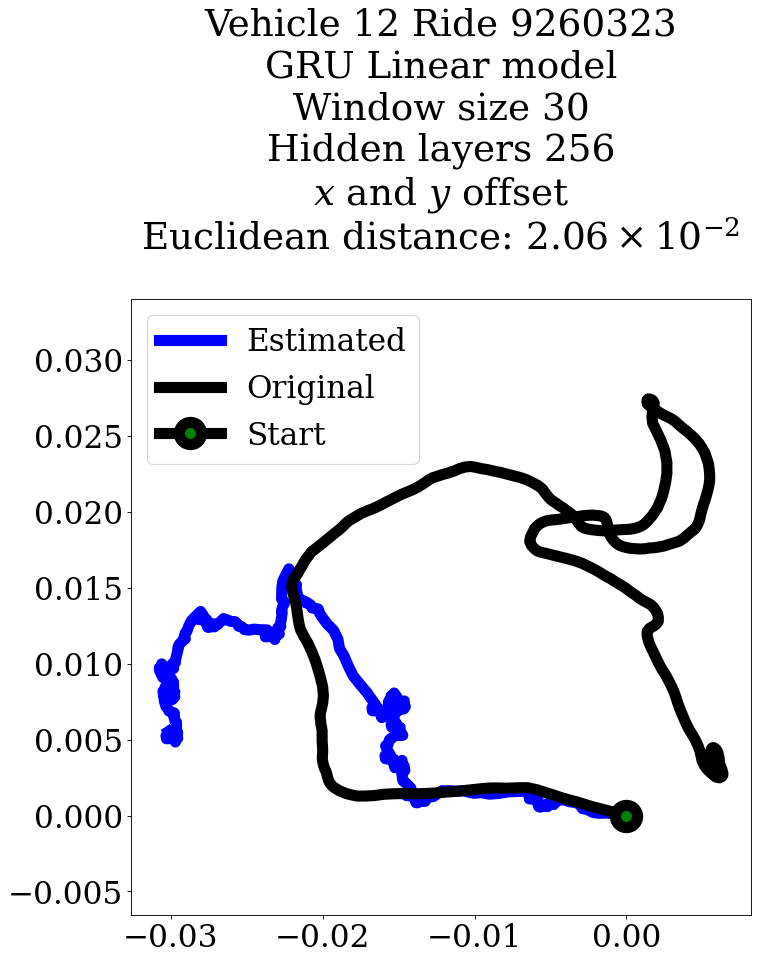 Vehicle 12 Ride 9260323
GRU Linear model
Window size 30
Hidden layers 256
x and y offset
Euclidean distance: 2.06 × 10⁻²
Estimated
Original
Start
0.030
0.025
0.020
0.015
0.010
0.005
0.000
−0.005
−0.03 −0.02 −0.01 0.00